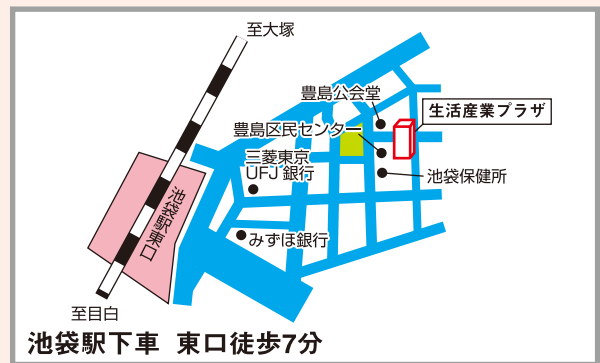 至大塚
豊島公会堂
生活産業プラザ
豊島区民センター
三菱東京
UFJ 銀行
池袋保健所
池袋駅東口
みずほ銀行
至目白
池袋駅下車 東口徒歩7分